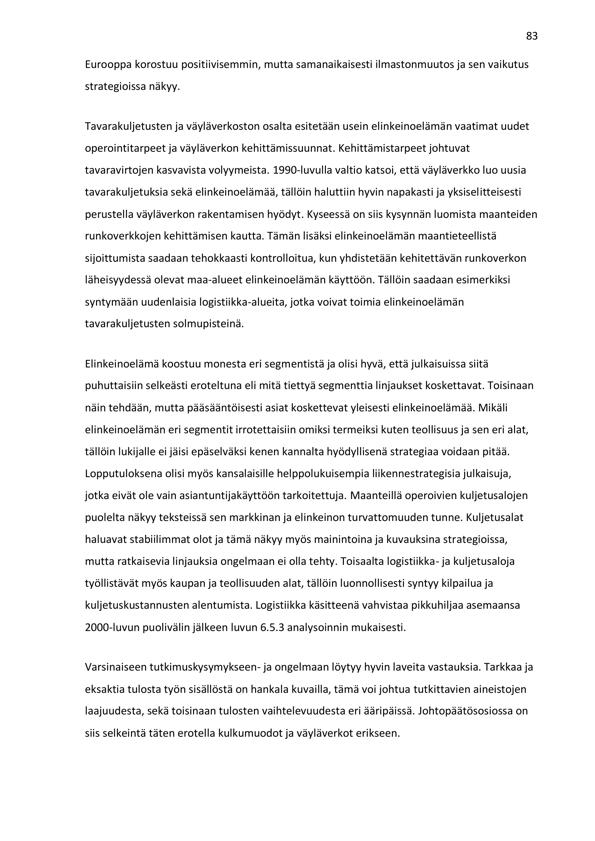 83
Eurooppa korostuu positiivisemmin, mutta samanaikaisesti ilmastonmuutos ja sen vaikutus
strategioissa näkyy.
Tavarakuljetusten ja väyläverkoston osalta esitetään usein elinkeinoelämän vaatimat uudet
operointitarpeet ja väyläverkon kehittämissuunnat. Kehittämistarpeet johtuvat
tavaravirtojen kasvavista volyymeista. 1990-luvulla valtio katsoi, että väyläverkko luo uusia
tavarakuljetuksia sekä elinkeinoelämää, tällöin haluttiin hyvin napakasti ja yksiselitteisesti
perustella väyläverkon rakentamisen hyödyt. Kyseessä on siis kysynnän luomista maanteiden
runkoverkkojen kehittämisen kautta. Tämän lisäksi elinkeinoelämän maantieteellistä
sijoittumista saadaan tehokkaasti kontrolloitua, kun yhdistetään kehitettävän runkoverkon
läheisyydessä olevat maa-alueet elinkeinoelämän käyttöön. Tällöin saadaan esimerkiksi
syntymään uudenlaisia logistiikka-alueita, jotka voivat toimia elinkeinoelämän
tavarakuljetusten solmupisteinä.
Elinkeinoelämä koostuu monesta eri segmentistä ja olisi hyvä, että julkaisuissa siitä
puhuttaisiin selkeästi eroteltuna eli mitä tiettyä segmenttia linjaukset koskettavat. Toisinaan
näin tehdään, mutta pääsääntöisesti asiat koskettevat yleisesti elinkeinoelämää. Mikäli
elinkeinoelämän eri segmentit irrotettaisiin omiksi termeiksi kuten teollisuus ja sen eri alat,
tällöin lukijalle ei jäisi epäselväksi kenen kannalta hyödyllisenä strategiaa voidaan pitää.
Lopputuloksena olisi myös kansalaisille helppolukuisempia liikennestrategisia julkaisuja,
jotka eivät ole vain asiantuntijakäyttöön tarkoitettuja. Maanteillä operoivien kuljetusalojen
puolelta näkyy teksteissä sen markkinan ja elinkeinon turvattomuuden tunne. Kuljetusalat
haluavat stabiilimmat olot ja tämä näkyy myös mainintoina ja kuvauksina strategioissa,
mutta ratkaisevia linjauksia ongelmaan ei olla tehty. Toisaalta logistiikka- ja kuljetusaloja
työllistävät myös kaupan ja teollisuuden alat, tällöin luonnollisesti syntyy kilpailua ja
kuljetuskustannusten alentumista. Logistiikka käsitteenä vahvistaa pikkuhiljaa asemaansa
2000-luvun puolivälin jälkeen luvun 6.5.3 analysoinnin mukaisesti.
Varsinaiseen tutkimuskysymykseen- ja ongelmaan löytyy hyvin laveita vastauksia. Tarkkaa ja
eksaktia tulosta työn sisällöstä on hankala kuvailla, tämä voi johtua tutkittavien aineistojen
laajuudesta, sekä toisinaan tulosten vaihtelevuudesta eri ääripäissä. Johtopäätösosiossa on
siis selkeintä täten erotella kulkumuodot ja väyläverkot erikseen.